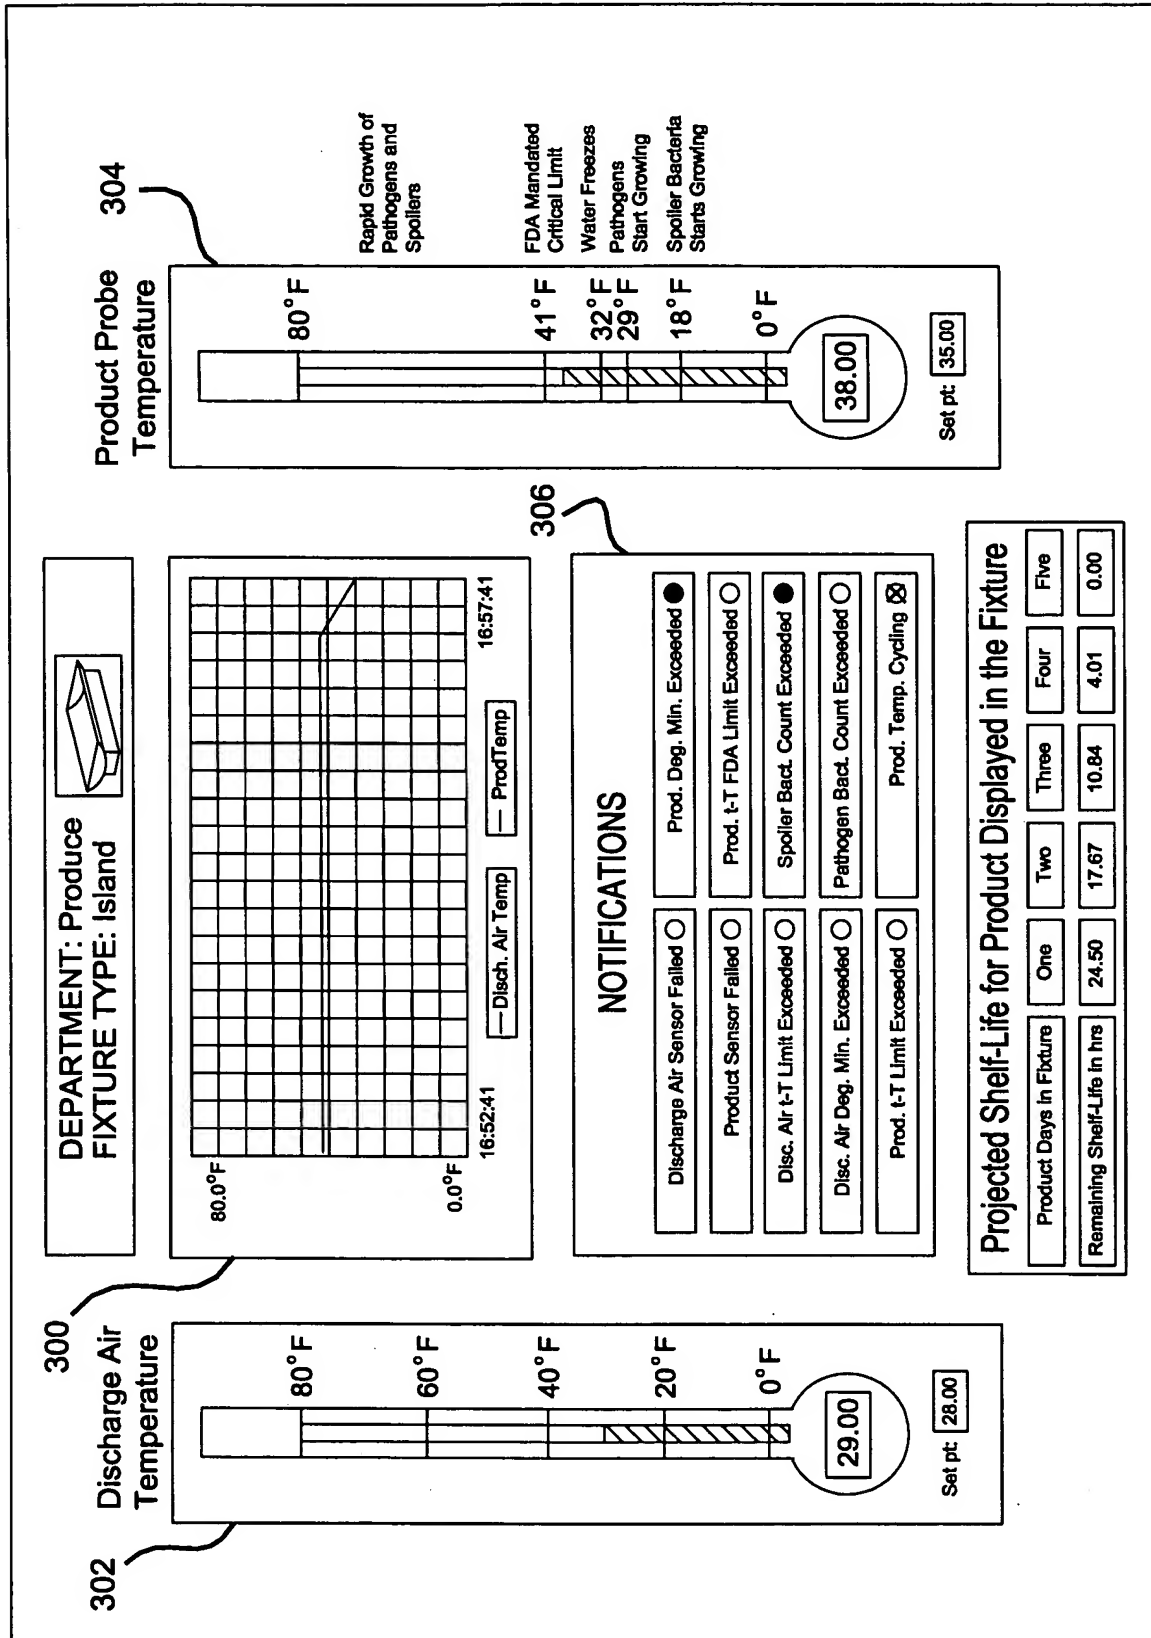 300
302
Discharge Air
Temperature
80°F
60°F
40°F
20°F
0°F
29.00
Set pt: 28.00
DEPARTMENT: Produce
FIXTURE TYPE: Island
80.0°F
0.0°F
16:52:41
16:57:41
Disch. Air Temp
ProdTemp
306
NOTIFICATIONS
Discharge Air Sensor Failed
Prod. Deg. Min. Exceeded
Product Sensor Failed
Prod. t-T FDA Limit Exceeded
Disc. Air t-T Limit Exceeded
Spoiler Bact. Count Exceeded
Disc. Air Deg. Min. Exceeded
Pathogen Bact. Count Exceeded
Prod. t-T Limit Exceeded
Prod. Temp. Cycling
Projected Shelf-Life for Product Displayed in the Fixture
Product Days in Fixture One Two Three Four Five
Remaining Shelf-Life in hrs 24.50 17.67 10.84 4.01 0.00
304
Product Probe
Temperature
80°F
41°F
32°F
29°F
18°F
0°F
38.00
Set pt: 35.00
Rapid Growth of
Pathogens and
Spoilers
FDA Mandated
Critical Limit
Water Freezes
Pathogens
Start Growing
Spoiler Bacteria
Starts Growing